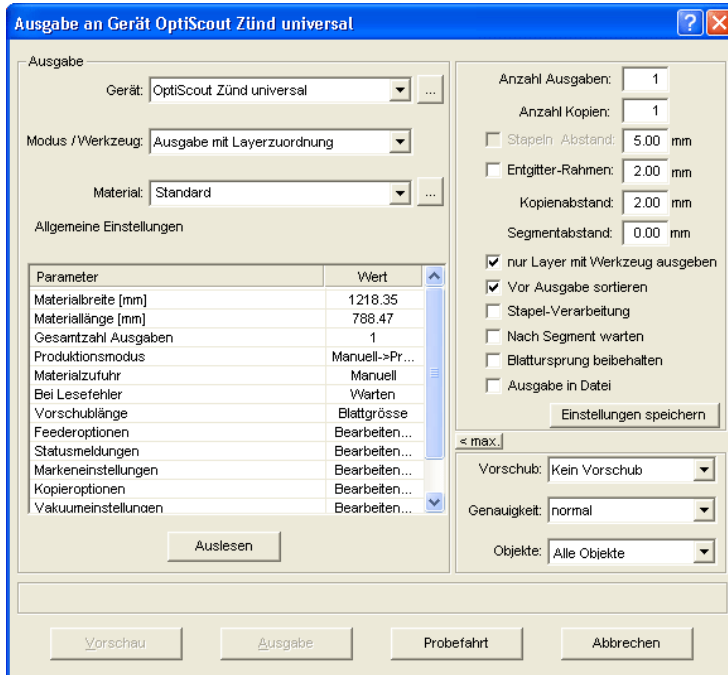 Ausgabe an Gerät OptiScout Zünd universal
Ausgabe
Gerät: OptiScout Zünd universal ...
Modus / Werkzeug: Ausgabe mit Layerzuordnung
Material: Standard ...
Allgemeine Einstellungen
Parameter Wert
Materialbreite [mm] 1218.35
Materiallänge [mm] 788.47
Gesamtzahl Ausgaben 1
Produktionsmodus Manuell->Pr...
Materialzufuhr Manuell
Bei Lesefehler Warten
Vorschublänge Blattgrösse
Feederoptionen Bearbeiten...
Statusmeldungen Bearbeiten...
Markeneinstellungen Bearbeiten...
Kopieroptionen Bearbeiten...
Vakuumeinstellungen Bearbeiten...
Auslesen
Anzahl Ausgaben: 1
Anzahl Kopien: 1
Stapeln Abstand: 5.00 mm
Entgitter-Rahmen: 2.00 mm
Kopienabstand: 2.00 mm
Segmentabstand: 0.00 mm
nur Layer mit Werkzeug ausgeben
Vor Ausgabe sortieren
Stapel-Verarbeitung
Nach Segment warten
Blattursprung beibehalten
Ausgabe in Datei
Einstellungen speichern
< max.
Vorschub: Kein Vorschub
Genauigkeit: normal
Objekte: Alle Objekte
Vorschau Ausgabe Probefahrt Abbrechen